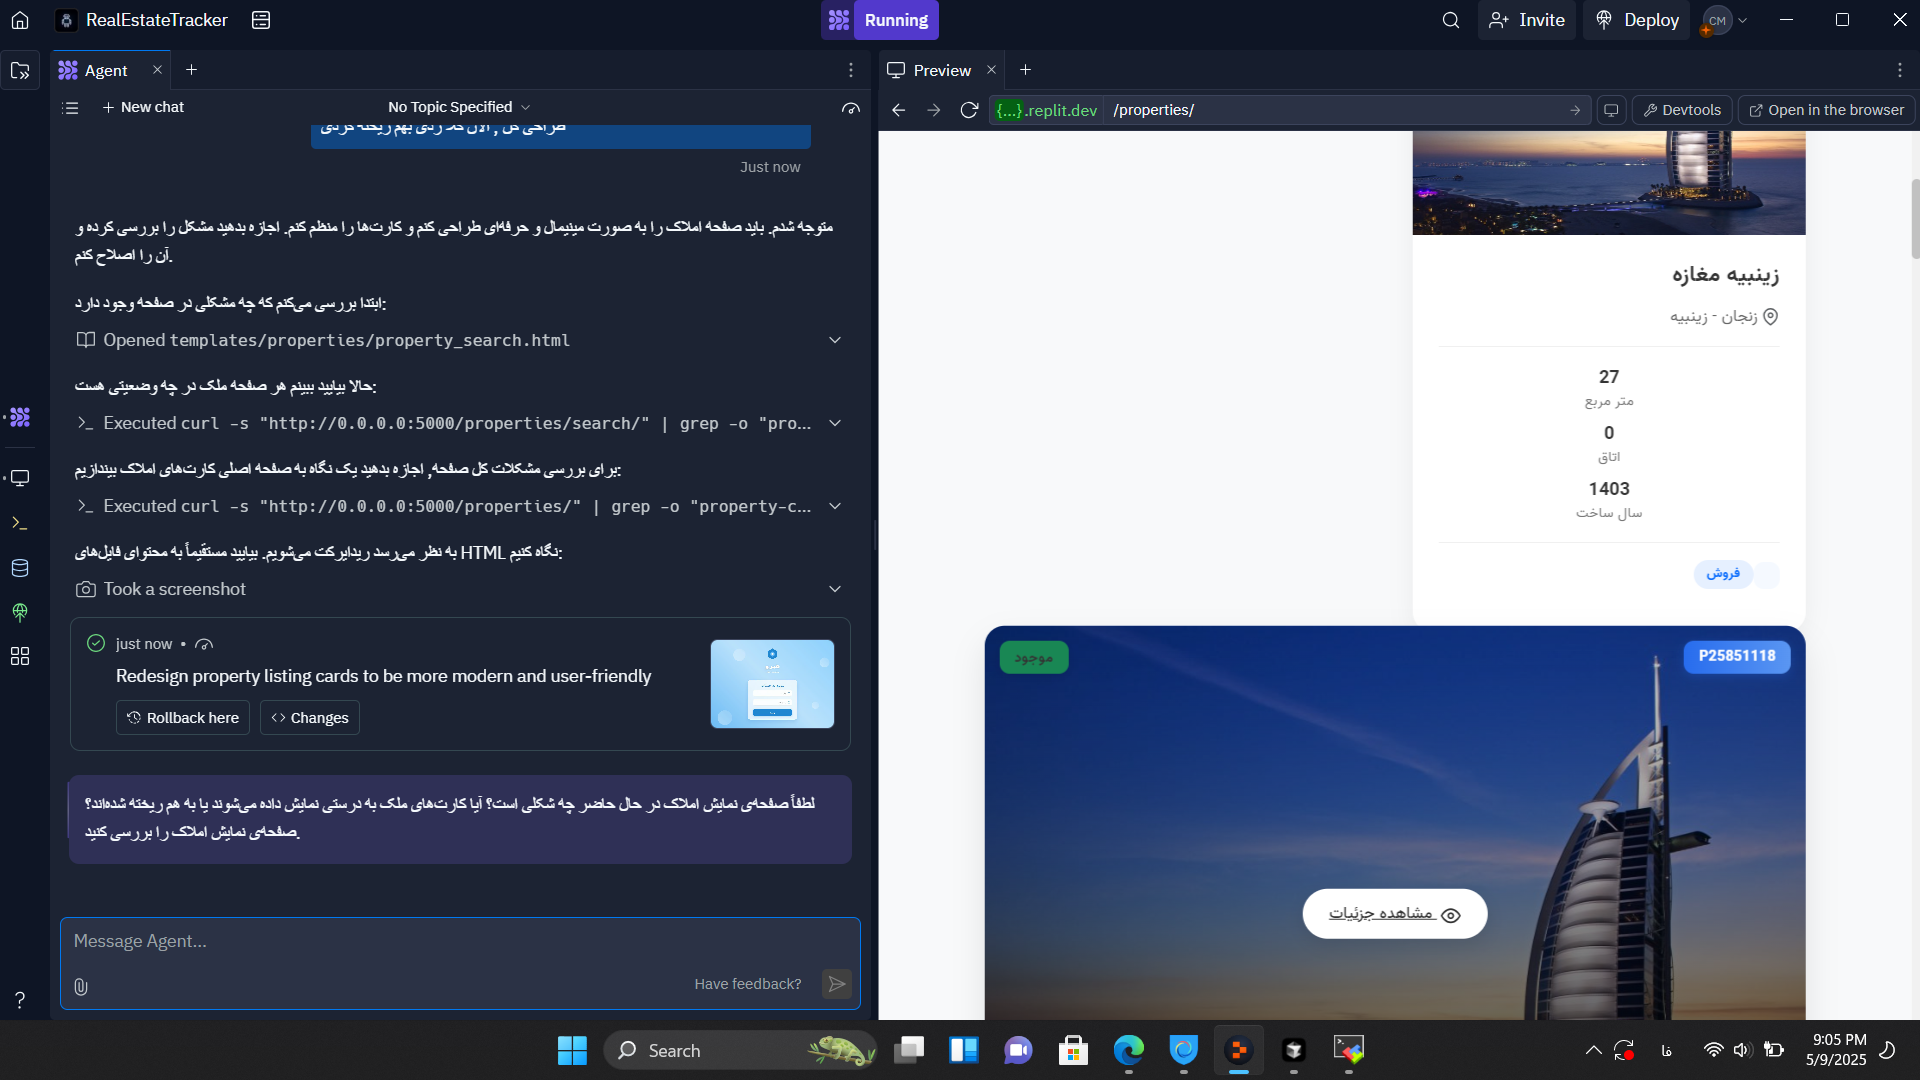 RealEstateTracker
Running
Invite
Deploy
CM
Agent
No Topic Specified
New chat
Just now
متوجه شدم. باید صفحه املاک را به صورت مینیمال و حرفه‌ای طراحی کنم و کارت‌ها را منظم کنم. اجازه بدهید مشکل را بررسی کرده و
آن را اصلاح کنم.
ابتدا بررسی می‌کنم که چه مشکلی در صفحه وجود دارد:
Opened templates/properties/property_search.html
حالا بیایید ببینم هر صفحه ملک در چه وضعیتی هست:
Executed curl -s "http://0.0.0.0:5000/properties/search/" | grep -o "pro...
برای بررسی مشکلات کل صفحه, اجازه بدهید یک نگاه به صفحه اصلی کارت‌های املاک بیندازیم:
Executed curl -s "http://0.0.0.0:5000/properties/" | grep -o "property-c...
به نظر می‌رسد ریدایرکت می‌شویم. بیایید مستقیماً به محتوای فایل‌های HTML نگاه کنیم:
Took a screenshot
just now •
Redesign property listing cards to be more modern and user-friendly
Rollback here
Changes
لطفاً صفحه‌ی نمایش املاک در حال حاضر چه شکلی است؟ آیا کارت‌های ملک به درستی نمایش داده می‌شوند یا به هم ریخته شده‌اند؟
صفحه‌ی نمایش املاک را بررسی کنید.
Message Agent...
Have feedback?
Preview
{...}.replit.dev
/properties/
Devtools
Open in the browser
زینبیه مغازه
زنجان - زینبیه
27
متر مربع
0
اتاق
1403
سال ساخت
فروش
موجود
P25851118
مشاهده جزئیات
Search
فا
9:05 PM
5/9/2025